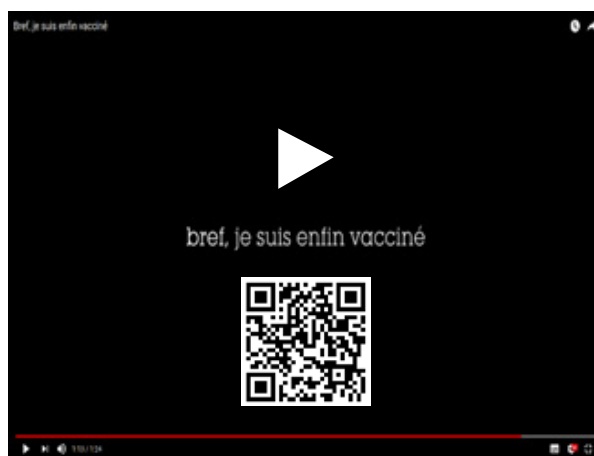 Bref, je suis enfin vacciné
bref, je suis enfin vacciné